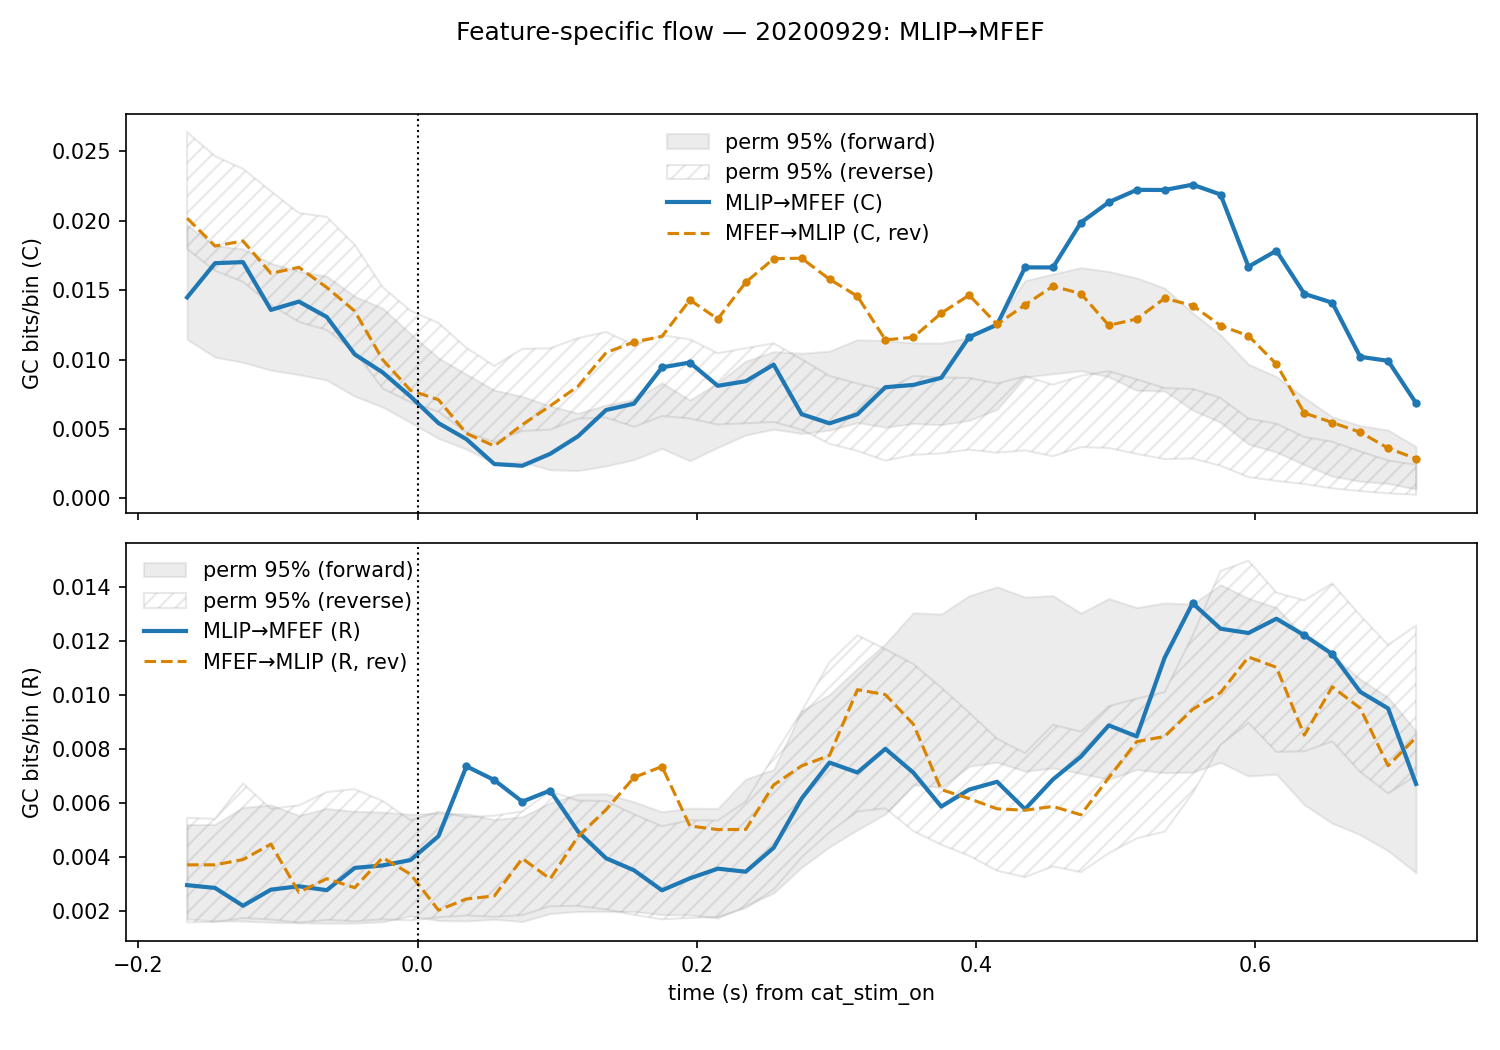 Feature-specific flow — 20200929: MLIP→MFEF
GC bits/bin (C)
0.025
0.020
0.015
0.010
0.005
0.000
perm 95% (forward)
perm 95% (reverse)
MLIP→MFEF (C)
MFEF→MLIP (C, rev)
GC bits/bin (R)
0.014
0.012
0.010
0.008
0.006
0.004
0.002
perm 95% (forward)
perm 95% (reverse)
MLIP→MFEF (R)
MFEF→MLIP (R, rev)
−0.2 0.0 0.2 0.4 0.6
time (s) from cat_stim_on